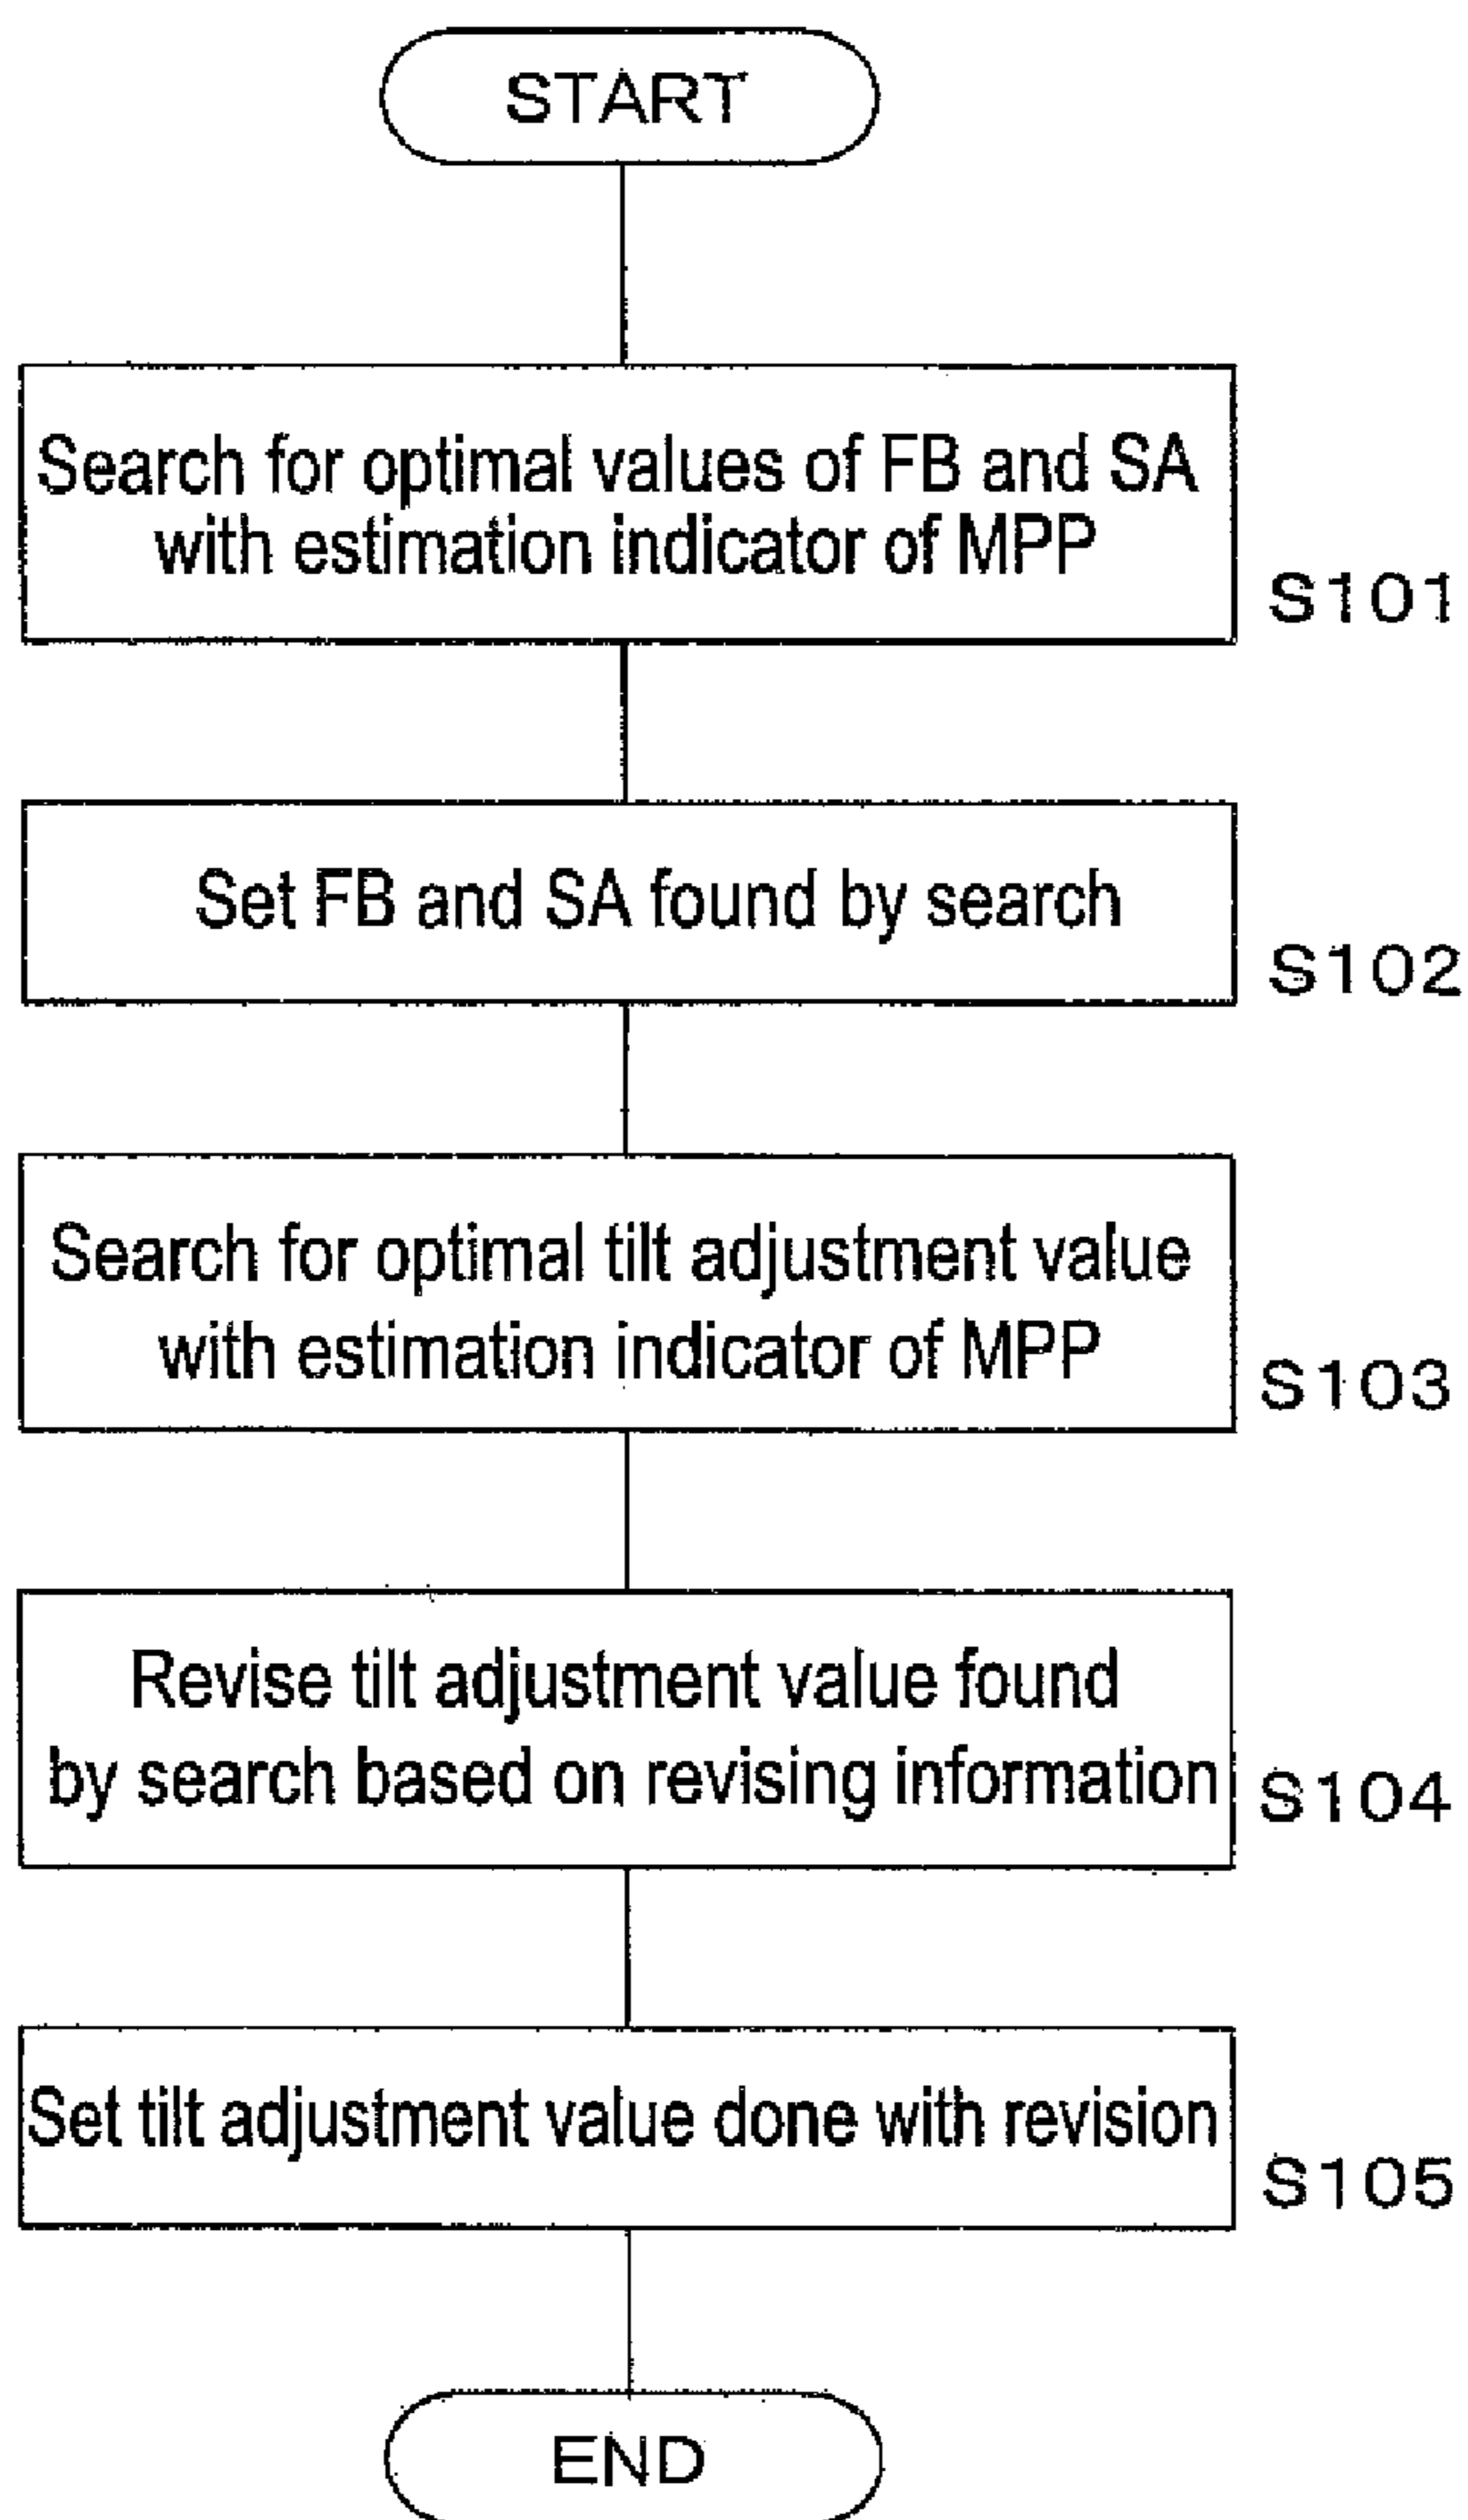 START
Search for optimal values of FB and SA
with estimation indicator of MPP
S101
Set FB and SA found by search
S102
Search for optimal tilt adjustment value
with estimation indicator of MPP
S103
Revise tilt adjustment value found
by search based on revising information
S104
Set tilt adjustment value done with revision
S105
END